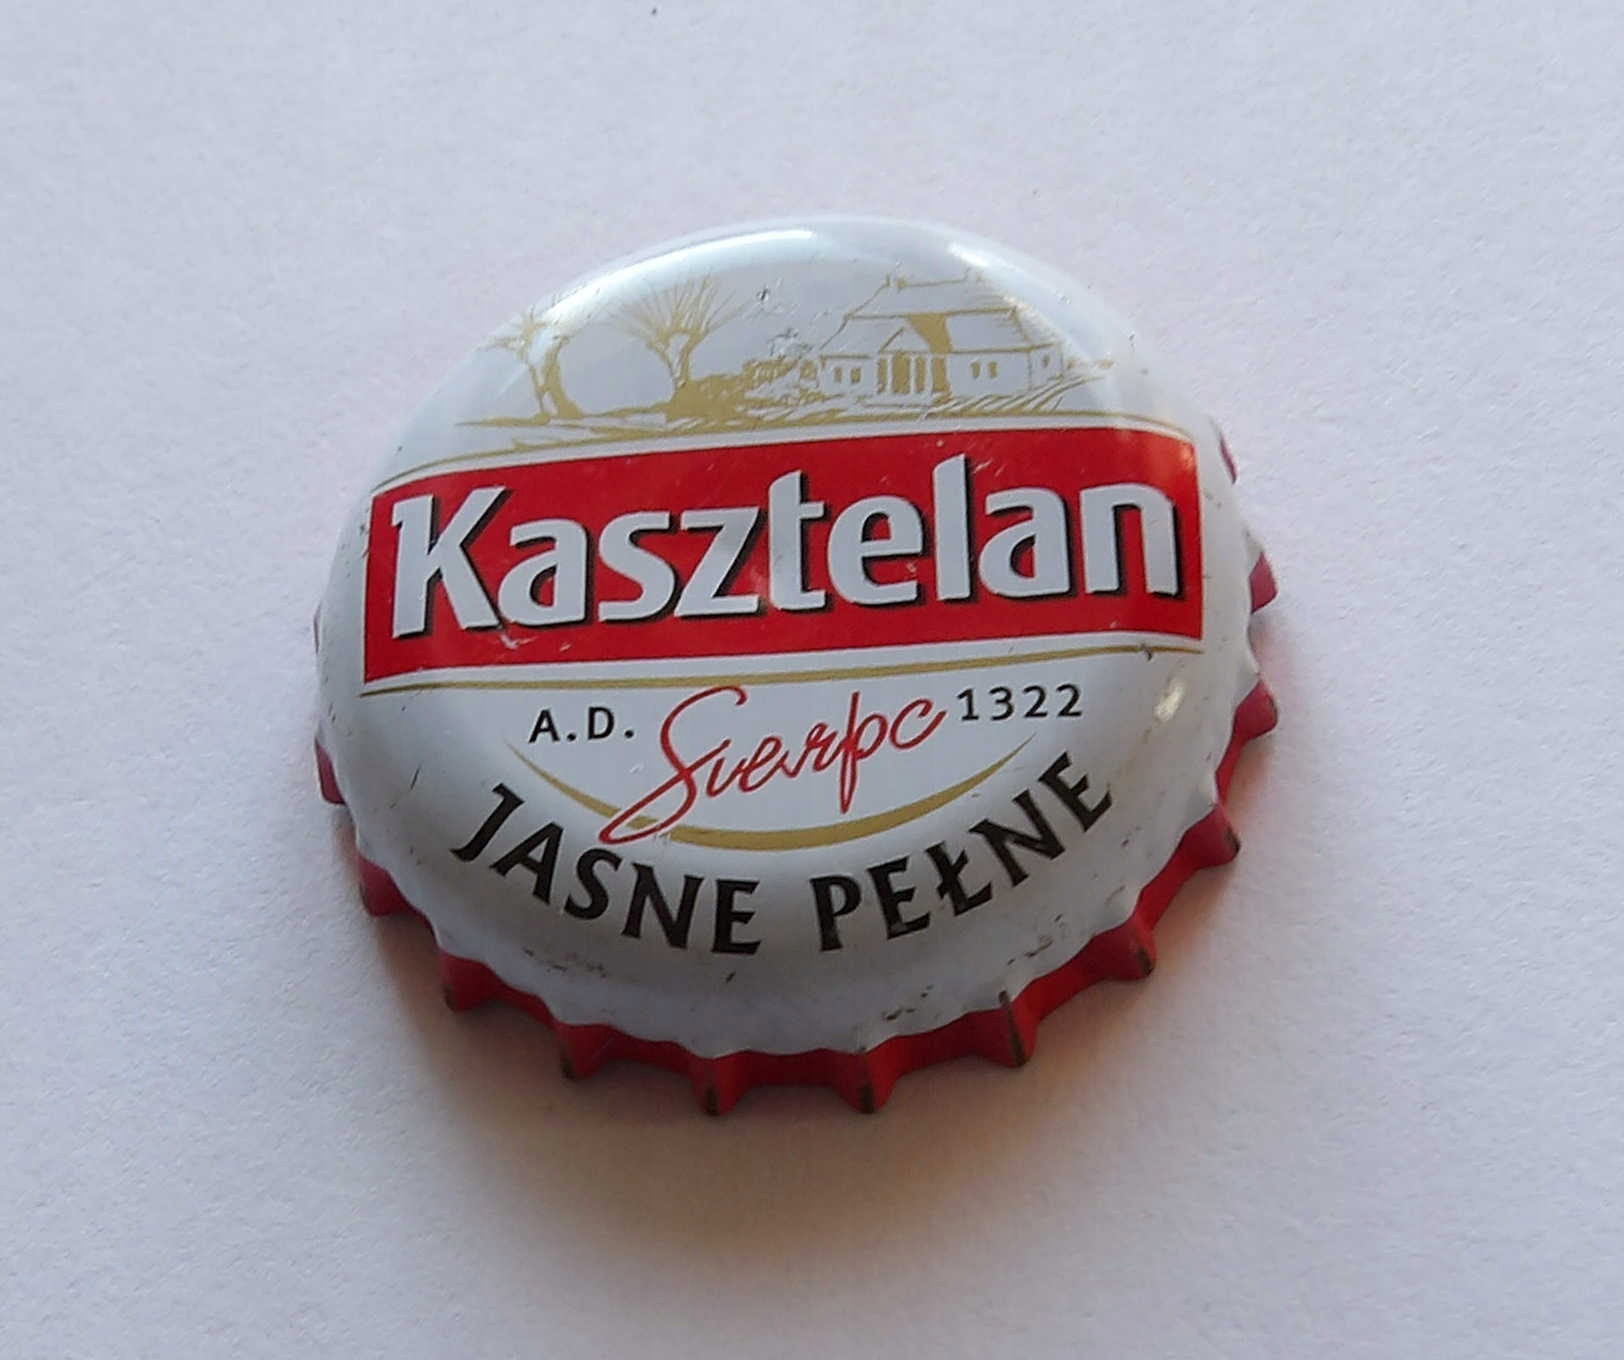 Kasztelan
A.D. Sierpc 1322
JASNE PEŁNE